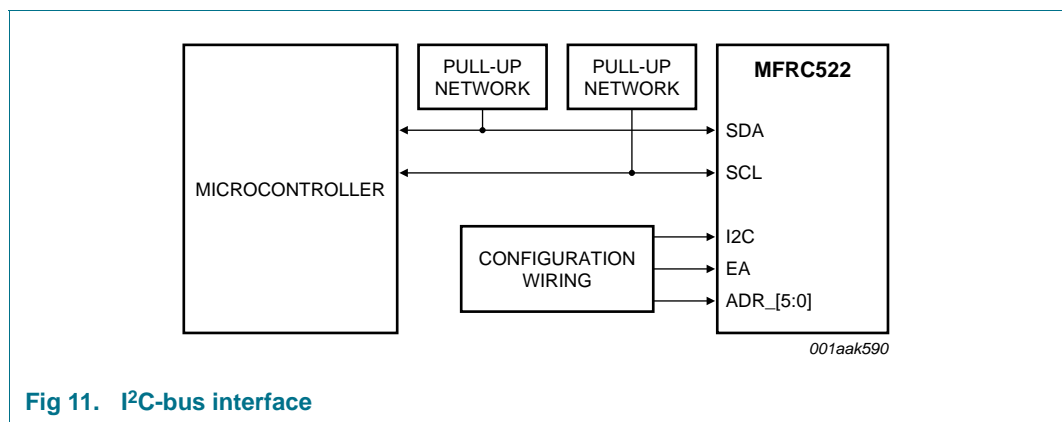 PULL-UP
NETWORK
PULL-UP
NETWORK
MFRC522
SDA
MICROCONTROLLER
SCL
CONFIGURATION
WIRING
I2C
EA
ADR_[5:0]
001aak590
Fig 11. I²C-bus interface